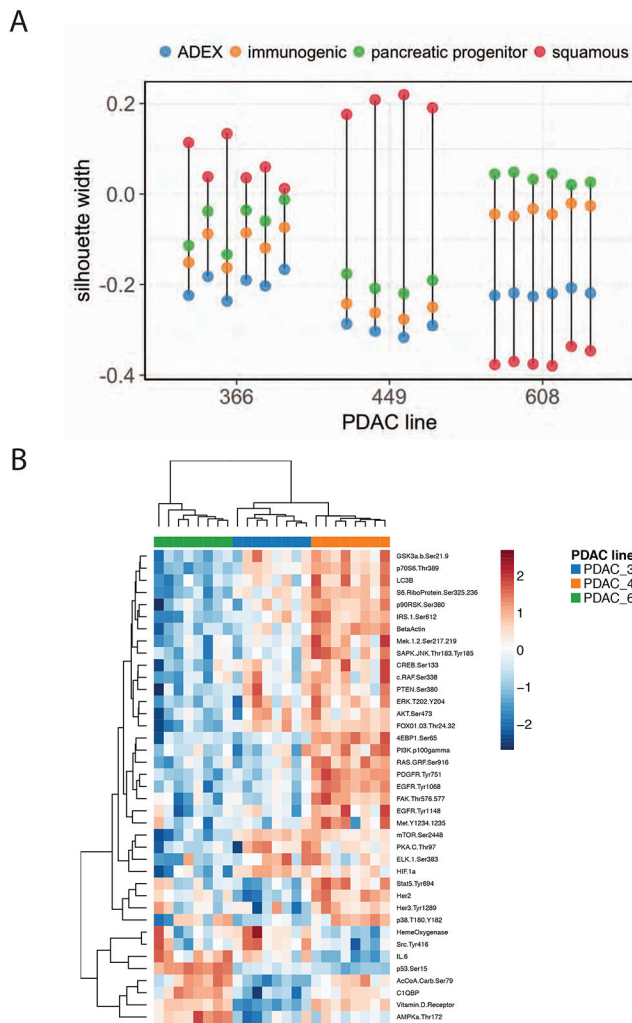 A
ADEX immunogenic pancreatic progenitor squamous
0.2
0.0
-0.2
-0.4
silhouette width
366 449 608
PDAC line
B
GSK3a.b.Ser21.9
p70S6.Thr389
LC3B
S6.RiboProtein.Ser325.236
p90RSK.Ser380
IRS.1.Ser612
BetaActin
Mek.1.2.Ser217.219
SAPK.JNK.Thr183.Tyr185
CREB.Ser133
c.RAF.Ser338
PTEN.Ser380
ERK.T202.Y204
AKT.Ser473
FOX01.03.Thr24.32
4EBP1.Ser65
PI3K.p100gamma
RAS.GRF.Ser916
PDGFR.Tyr751
EGFR.Tyr1068
FAK.Thr576.577
EGFR.Tyr1148
Met.Y1234.1235
mTOR.Ser2448
PKA.C.Thr97
ELK.1.Ser383
HIF.1a
Stat5.Tyr694
Her2
Her3.Tyr1289
p38.T180.Y182
HemeOxygenase
Src.Tyr416
IL.6
p53.Ser15
AcCoA.Carb.Ser79
C1QBP
Vitamin.D.Receptor
AMPKa.Thr172
2
1
0
−1
−2
PDAC line
PDAC_3
PDAC_4
PDAC_6